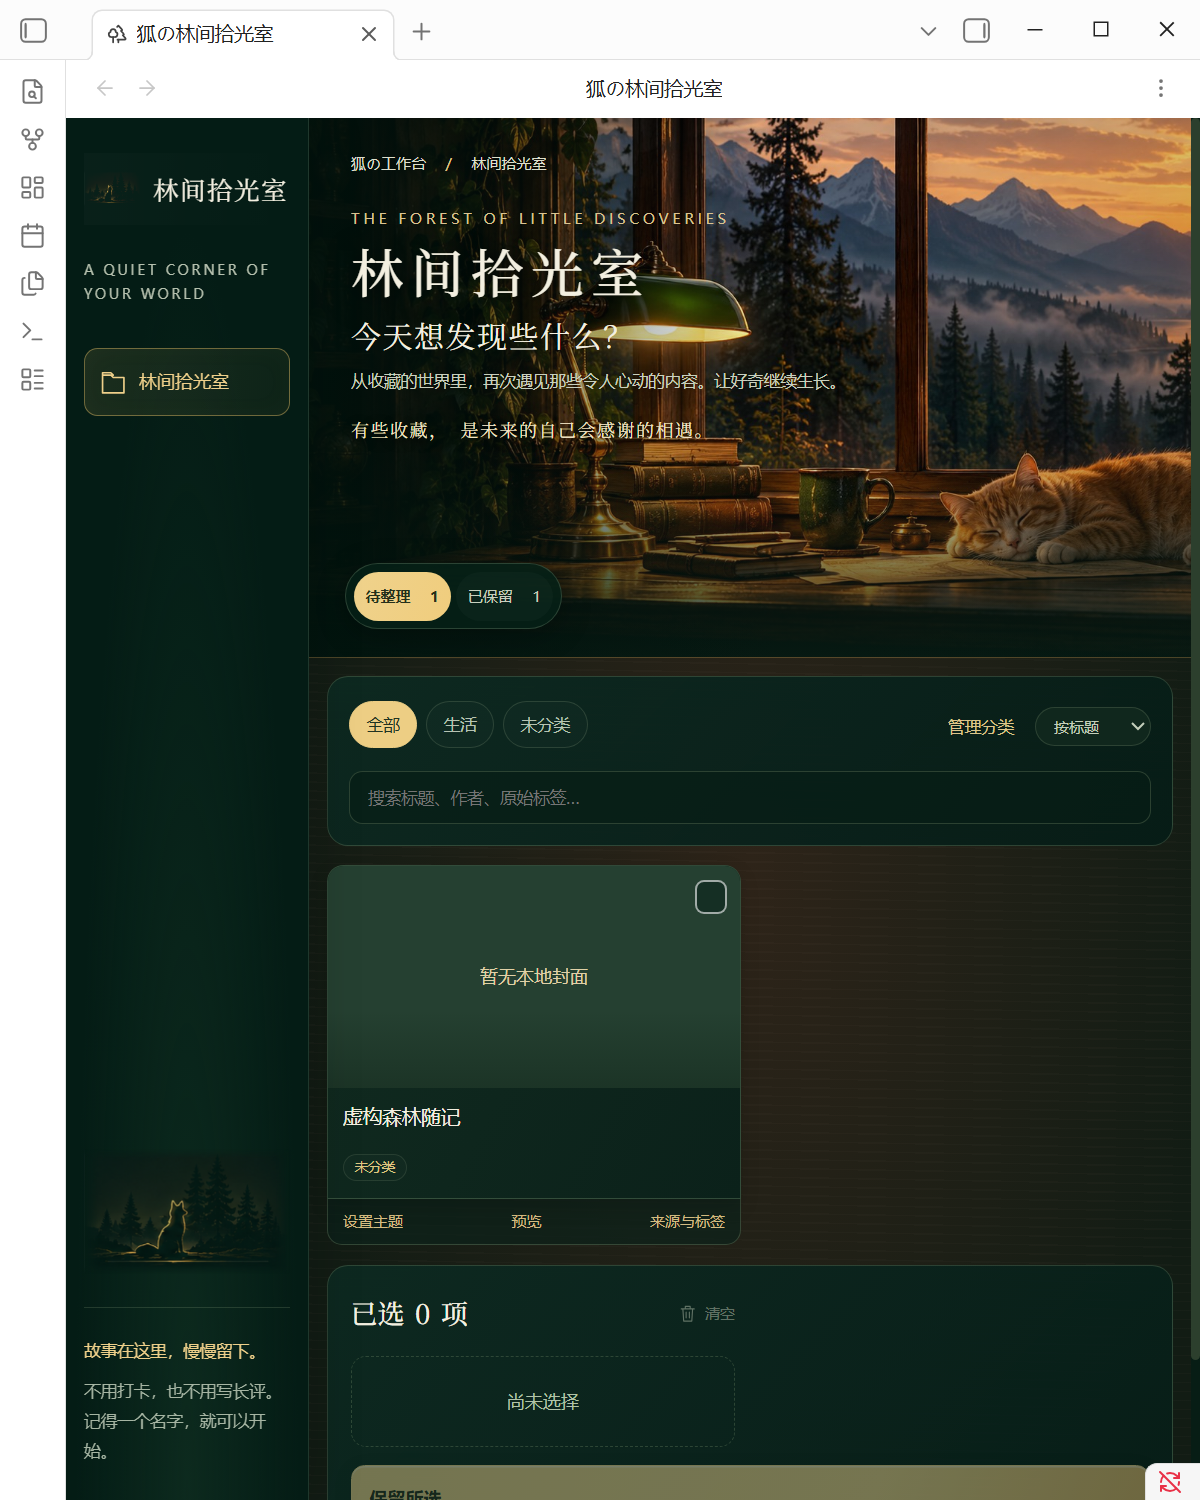 狐の林间拾光室
狐の林间拾光室
林间拾光室
A QUIET CORNER OF
YOUR WORLD
林间拾光室
故事在这里，慢慢留下。
不用打卡，也不用写长评。
记得一个名字，就可以开
始。
狐の工作台 / 林间拾光室
THE FOREST OF LITTLE DISCOVERIES
林间拾光室
今天想发现些什么？
从收藏的世界里，再次遇见那些令人心动的内容。让好奇继续生长。
有些收藏， 是未来的自己会感谢的相遇。
待整理 1 已保留 1
全部 生活 未分类 管理分类 按标题
搜索标题、作者、原始标签...
暂无本地封面
虚构森林随记
未分类
设置主题 预览 来源与标签
已选 0 项 清空
尚未选择
保留所选